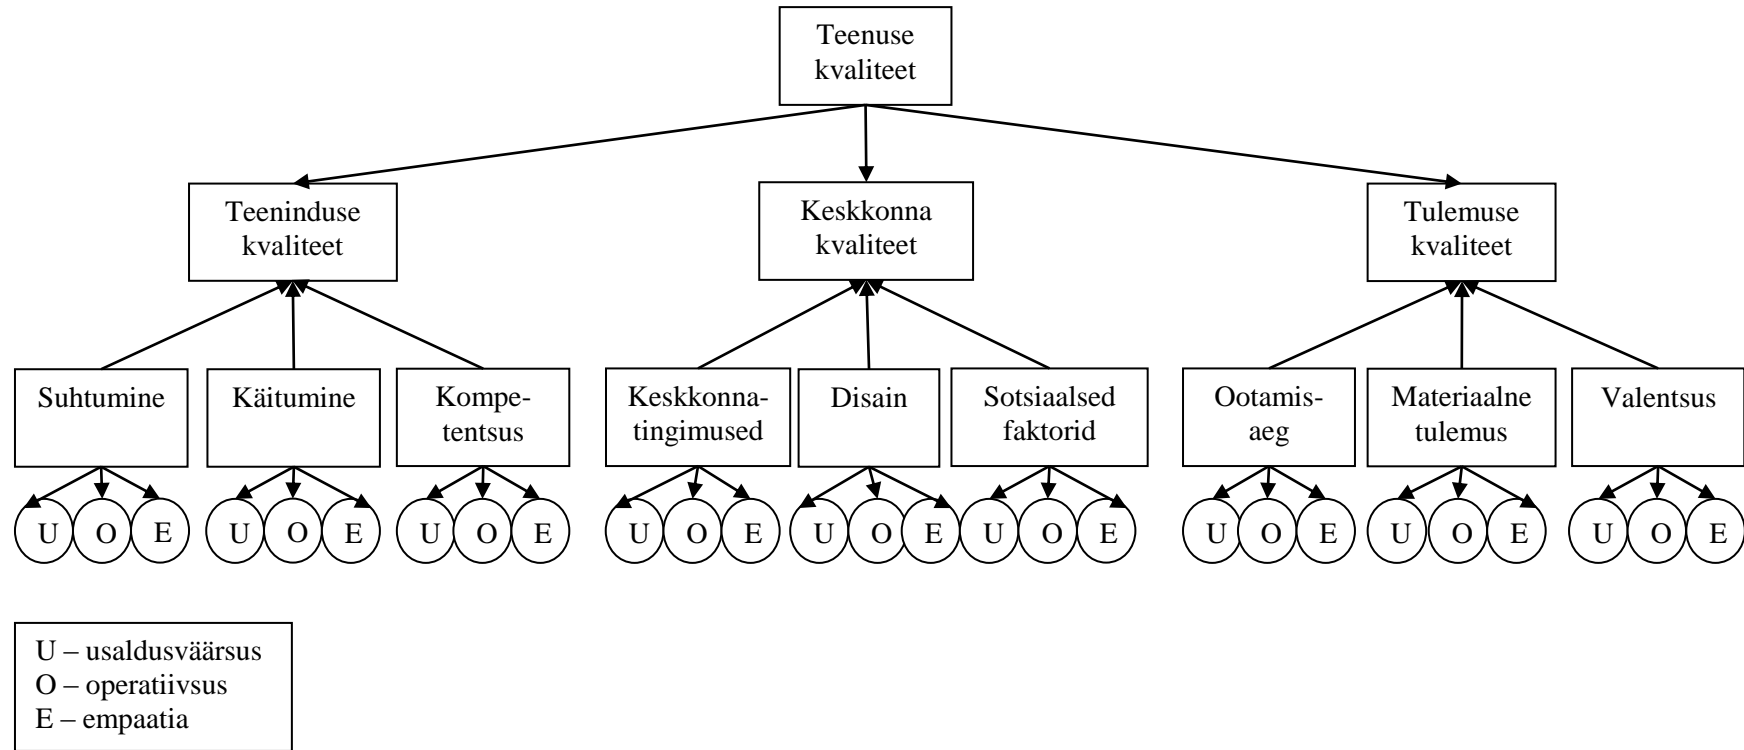 Teenuse
kvaliteet
Teeninduse
kvaliteet
Keskkonna
kvaliteet
Tulemuse
kvaliteet
Suhtumine
Käitumine
Kompe-
tentsus
Keskkonna-
tingimused
Disain
Sotsiaalsed
faktorid
Ootamis-
aeg
Materiaalne
tulemus
Valentsus
U O E
U O E
U O E
U O E
U O E
U O E
U O E
U O E
U O E
U – usaldusväärsus
O – operatiivsus
E – empaatia